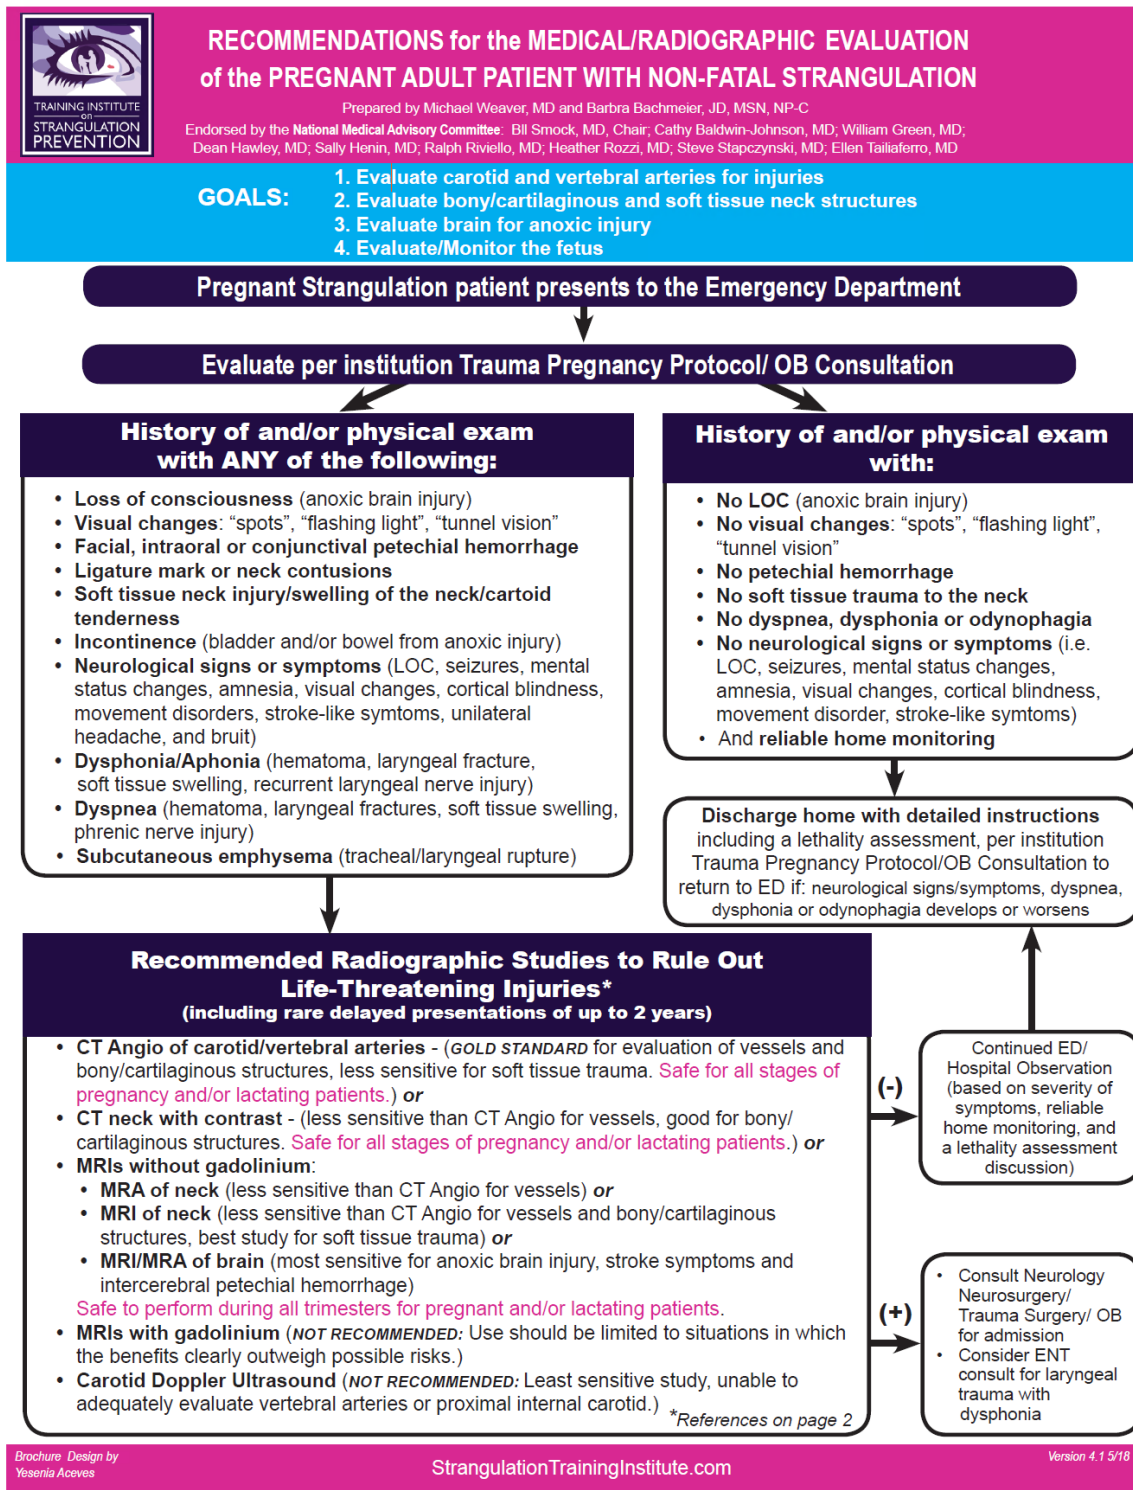 TRAINING INSTITUTE
on
STRANGULATION
PREVENTION
RECOMMENDATIONS for the MEDICAL/RADIOGRAPHIC EVALUATION
of the PREGNANT ADULT PATIENT WITH NON-FATAL STRANGULATION
Prepared by Michael Weaver, MD and Barbra Bachmeier, JD, MSN, NP-C
Endorsed by the National Medical Advisory Committee: Bll Smock, MD, Chair; Cathy Baldwin-Johnson, MD; William Green, MD;
Dean Hawley, MD; Sally Henin, MD; Ralph Riviello, MD; Heather Rozzi, MD; Steve Stapczynski, MD; Ellen Tailiaferro, MD
GOALS:
1. Evaluate carotid and vertebral arteries for injuries
2. Evaluate bony/cartilaginous and soft tissue neck structures
3. Evaluate brain for anoxic injury
4. Evaluate/Monitor the fetus
Pregnant Strangulation patient presents to the Emergency Department
Evaluate per institution Trauma Pregnancy Protocol/ OB Consultation
History of and/or physical exam
with ANY of the following:
• Loss of consciousness (anoxic brain injury)
• Visual changes: “spots”, “flashing light”, “tunnel vision”
• Facial, intraoral or conjunctival petechial hemorrhage
• Ligature mark or neck contusions
• Soft tissue neck injury/swelling of the neck/cartoid
tenderness
• Incontinence (bladder and/or bowel from anoxic injury)
• Neurological signs or symptoms (LOC, seizures, mental
status changes, amnesia, visual changes, cortical blindness,
movement disorders, stroke-like symtoms, unilateral
headache, and bruit)
• Dysphonia/Aphonia (hematoma, laryngeal fracture,
soft tissue swelling, recurrent laryngeal nerve injury)
• Dyspnea (hematoma, laryngeal fractures, soft tissue swelling,
phrenic nerve injury)
• Subcutaneous emphysema (tracheal/laryngeal rupture)
History of and/or physical exam
with:
• No LOC (anoxic brain injury)
• No visual changes: “spots”, “flashing light”,
“tunnel vision”
• No petechial hemorrhage
• No soft tissue trauma to the neck
• No dyspnea, dysphonia or odynophagia
• No neurological signs or symptoms (i.e.
LOC, seizures, mental status changes,
amnesia, visual changes, cortical blindness,
movement disorder, stroke-like symtoms)
• And reliable home monitoring
Discharge home with detailed instructions
including a lethality assessment, per institution
Trauma Pregnancy Protocol/OB Consultation to
return to ED if: neurological signs/symptoms, dyspnea,
dysphonia or odynophagia develops or worsens
Recommended Radiographic Studies to Rule Out
Life-Threatening Injuries*
(including rare delayed presentations of up to 2 years)
• CT Angio of carotid/vertebral arteries - (GOLD STANDARD for evaluation of vessels and
bony/cartilaginous structures, less sensitive for soft tissue trauma. Safe for all stages of
pregnancy and/or lactating patients.) or
• CT neck with contrast - (less sensitive than CT Angio for vessels, good for bony/
cartilaginous structures. Safe for all stages of pregnancy and/or lactating patients.) or
• MRIs without gadolinium:
• MRA of neck (less sensitive than CT Angio for vessels) or
• MRI of neck (less sensitive than CT Angio for vessels and bony/cartilaginous
structures, best study for soft tissue trauma) or
• MRI/MRA of brain (most sensitive for anoxic brain injury, stroke symptoms and
intercerebral petechial hemorrhage)
Safe to perform during all trimesters for pregnant and/or lactating patients.
• MRIs with gadolinium (NOT RECOMMENDED: Use should be limited to situations in which
the benefits clearly outweigh possible risks.)
• Carotid Doppler Ultrasound (NOT RECOMMENDED: Least sensitive study, unable to
adequately evaluate vertebral arteries or proximal internal carotid.)
*References on page 2
(-)
Continued ED/
Hospital Observation
(based on severity of
symptoms, reliable
home monitoring, and
a lethality assessment
discussion)
(+)
• Consult Neurology
Neurosurgery/
Trauma Surgery/ OB
for admission
• Consider ENT
consult for laryngeal
trauma with
dysphonia
Brochure Design by
Yesenia Aceves
StrangulationTrainingInstitute.com
Version 4.1 5/18